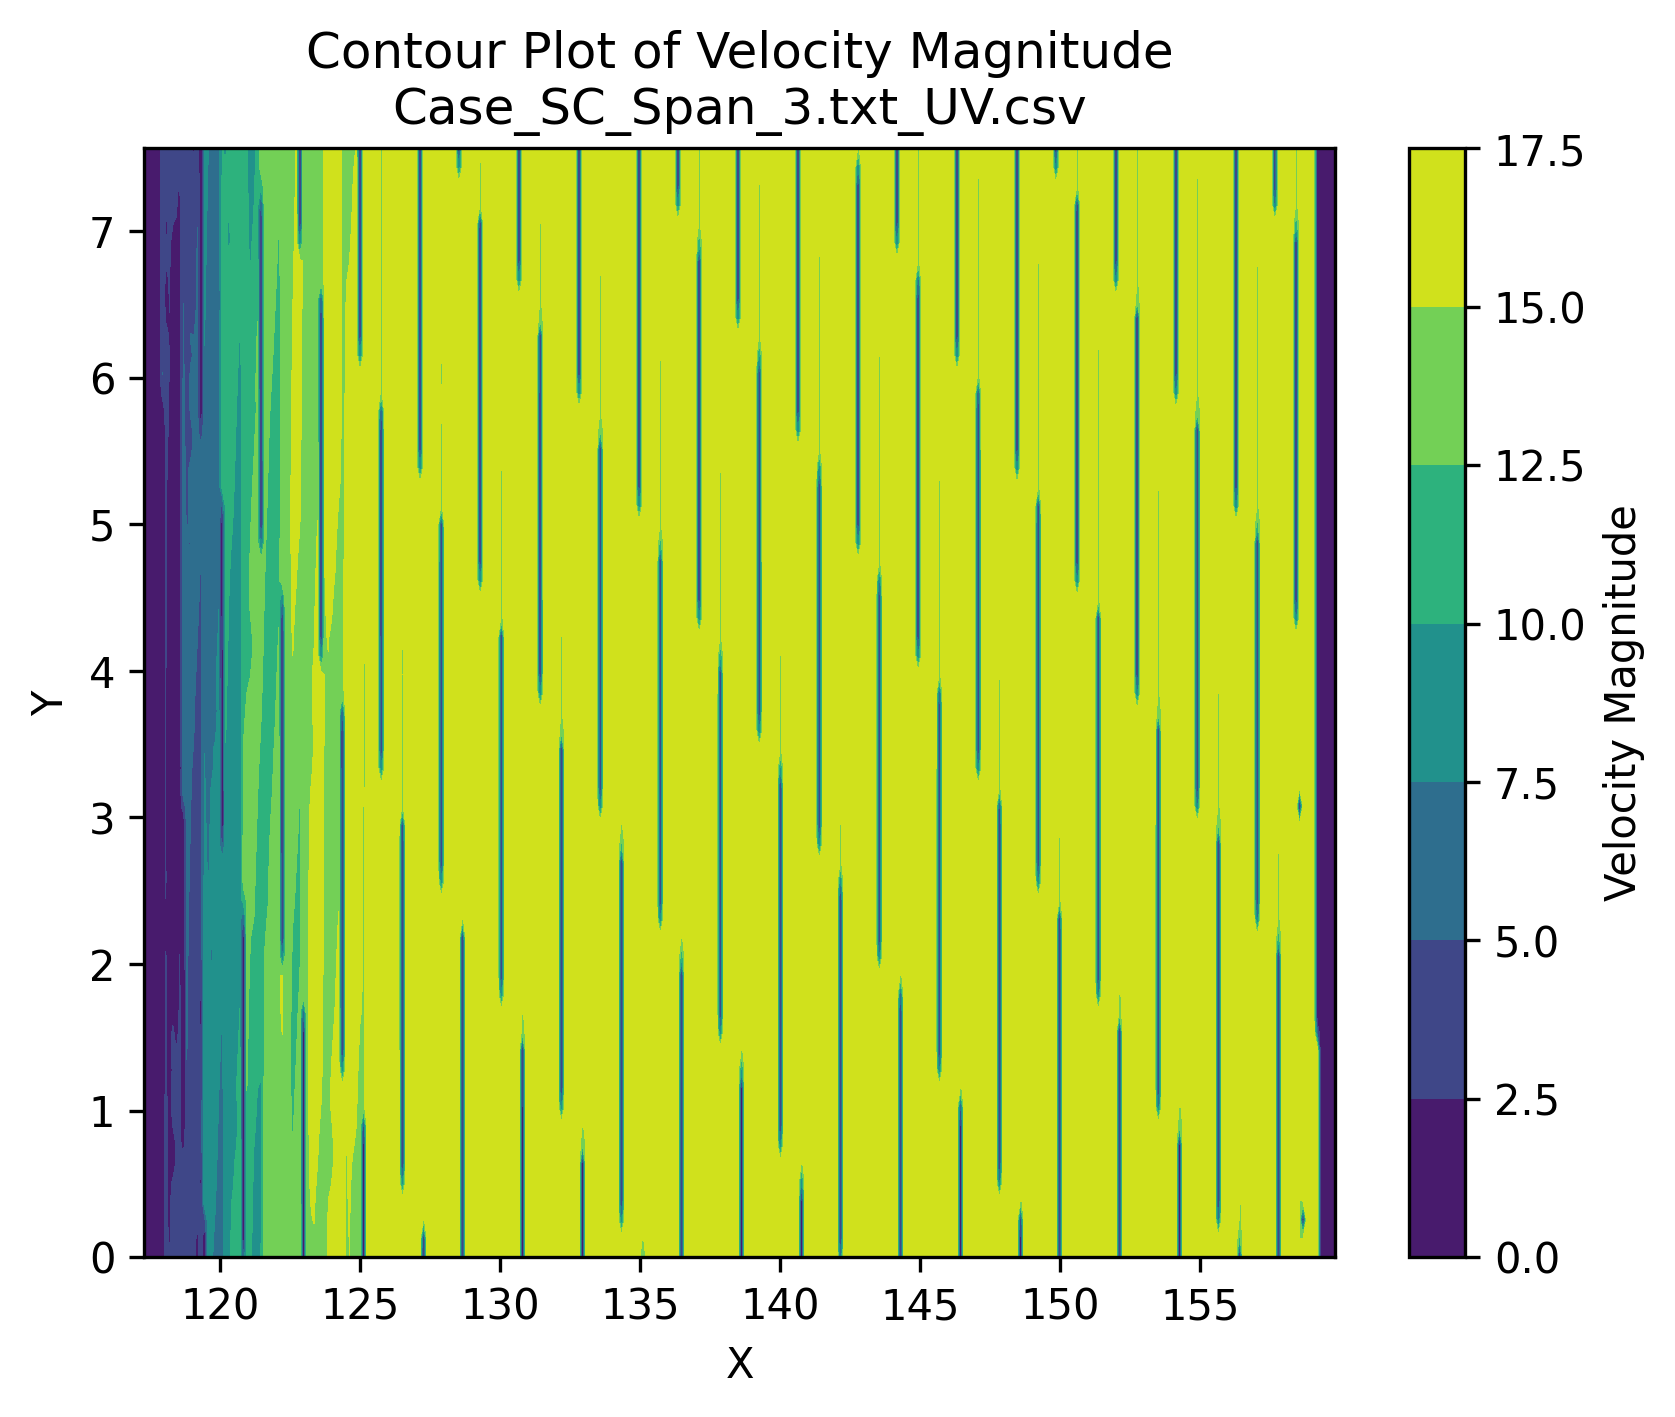 Contour Plot of Velocity Magnitude
Case_SC_Span_3.txt_UV.csv
7
6
5
4
3
2
1
0
Y
120 125 130 135 140 145 150 155
X
17.5
15.0
12.5
10.0
7.5
5.0
2.5
0.0
Velocity Magnitude